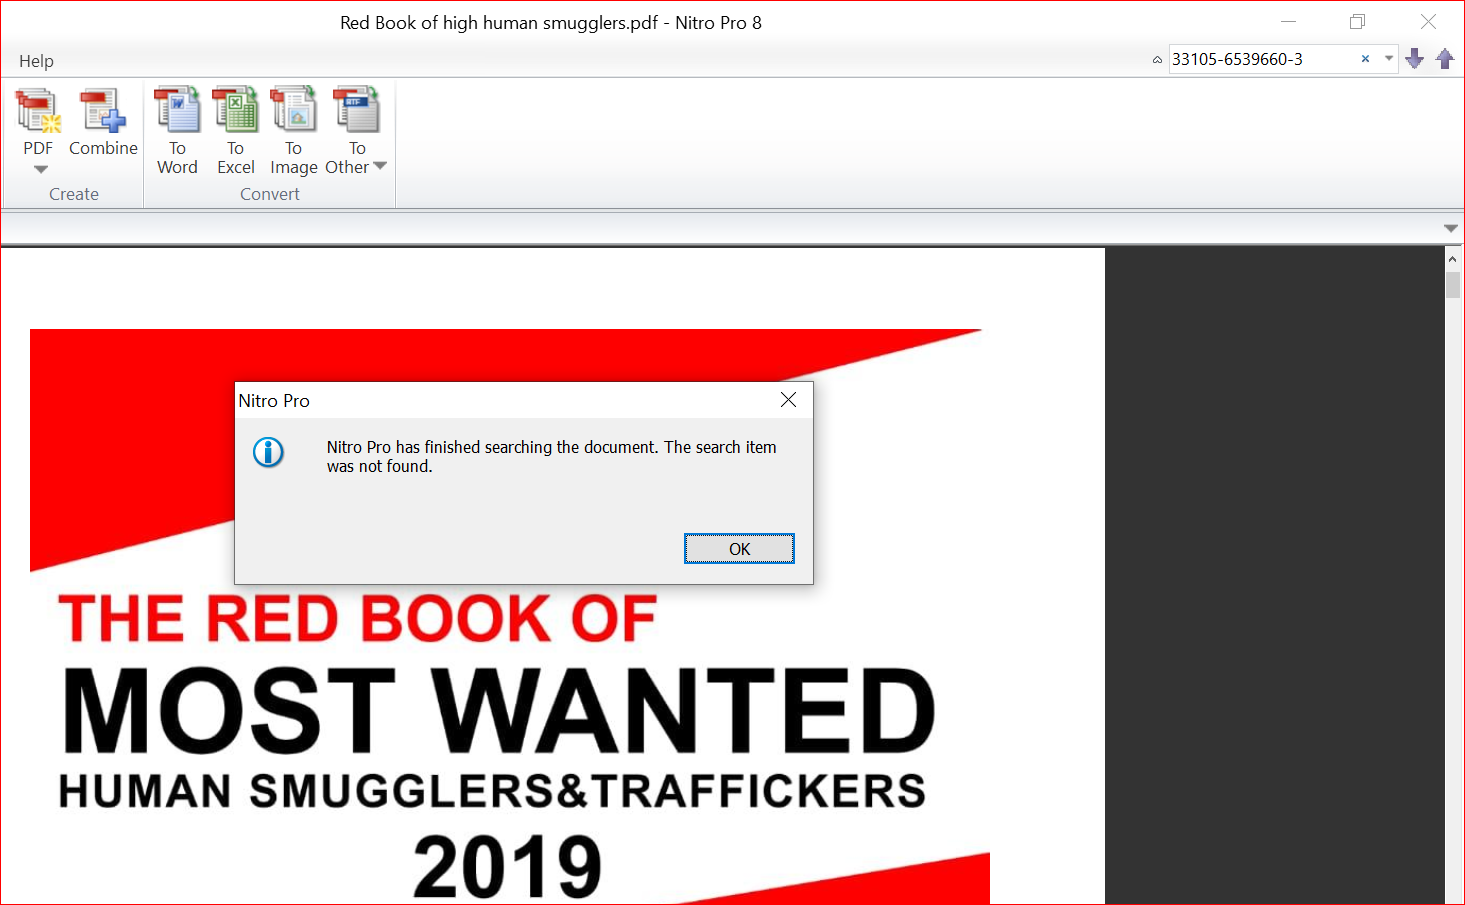 Red Book of high human smugglers.pdf - Nitro Pro 8
Help
33105-6539660-3
PDF
Combine
To Word
To Excel
To Image
To Other
Create
Convert
Nitro Pro
Nitro Pro has finished searching the document. The search item
was not found.
OK
THE RED BOOK OF
MOST WANTED
HUMAN SMUGGLERS&TRAFFICKERS
2019